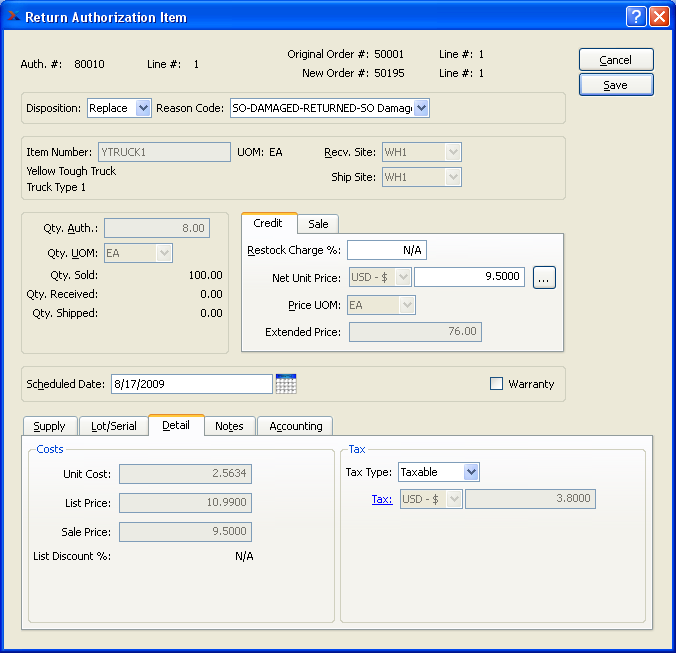 Return Authorization Item
Auth. #: 80010 Line #: 1 Original Order #: 50001 Line #: 1
New Order #: 50195 Line #: 1
Cancel
Save
Disposition: Replace Reason Code: SO-DAMAGED-RETURNED-SO Damag
Item Number: YTRUCK1 UOM: EA Recv. Site: WH1
Yellow Tough Truck
Truck Type 1 Ship Site: WH1
Qty. Auth.: 8.00
Qty. UOM: EA
Qty. Sold: 100.00
Qty. Received: 0.00
Qty. Shipped: 0.00
Credit Sale
Restock Charge %: N/A
Net Unit Price: USD - $ 9.5000 ...
Price UOM: EA
Extended Price: 76.00
Scheduled Date: 8/17/2009 Warranty
Supply Lot/Serial Detail Notes Accounting
Costs
Unit Cost: 2.5634
List Price: 10.9900
Sale Price: 9.5000
List Discount %: N/A
Tax
Tax Type: Taxable
Tax: USD - $ 3.8000